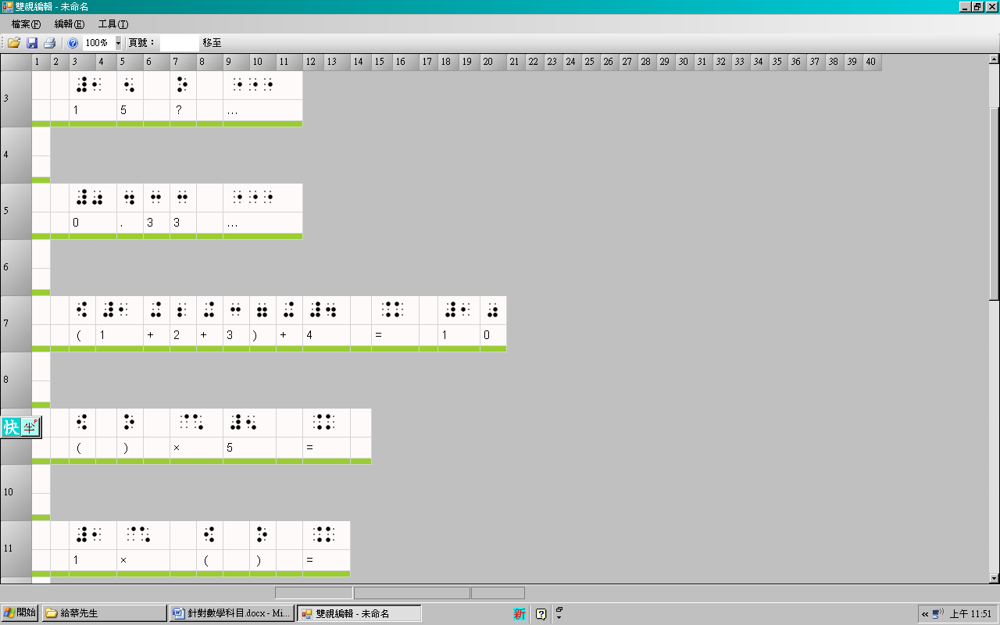 雙視編輯 - 未命名
檔案(F) 編輯(E) 工具(T)
100% 頁號： 移至
1 2 3 4 5 6 7 8 9 10 11 12 13 14 15 16 17 18 19 20 21 22 23 24 25 26 27 28 29 30 31 32 33 34 35 36 37 38 39 40
⠼⠂ ⠢ ⠕ ⠐⠐⠐
3
1 5 ? ...
4
⠼⠴ ⠲ ⠒ ⠒ ⠐⠐⠐
5
0 . 3 3 ...
6
7
( 1 + 2 + 3 ) + 4 = 1 0
8
( ) × 5 =
快 半
10
11
1 × ( ) =
開始 給蔡先生 針對數學科目.docx - Mi... 雙視編輯 - 未命名 新 ? « 上午 11:51